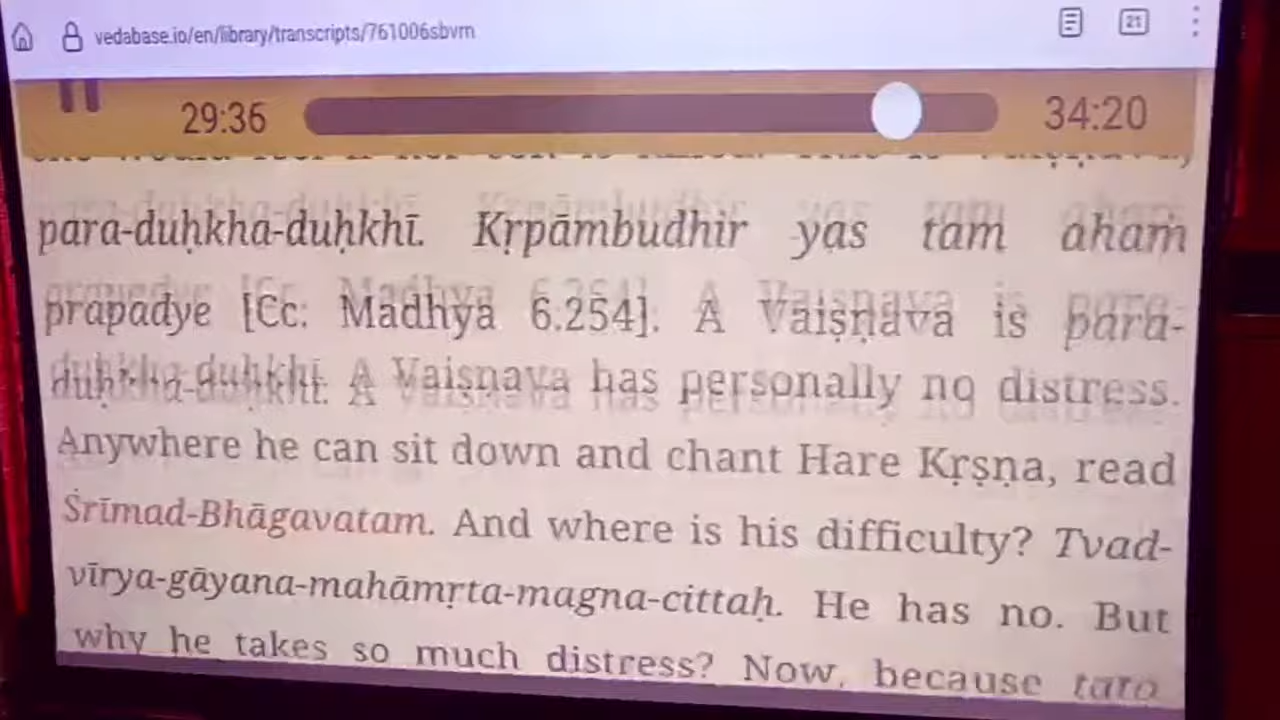 vedabase.io/en/library/transcripts/761006sbvrn
21
29:36
34:20
para-duḥkha-duḥkhī. Kṛpāmbudhir yas tam ahaṁ
prapadye [Cc. Madhya 6.254]. A Vaiṣṇava is para-
duḥkha-duḥkhī. A Vaiṣṇava has personally no distress.
Anywhere he can sit down and chant Hare Kṛṣṇa, read
Śrīmad-Bhāgavatam. And where is his difficulty? Tvad-
vīrya-gāyana-mahāmṛta-magna-cittaḥ. He has no. But
why he takes so much distress? Now, because tato